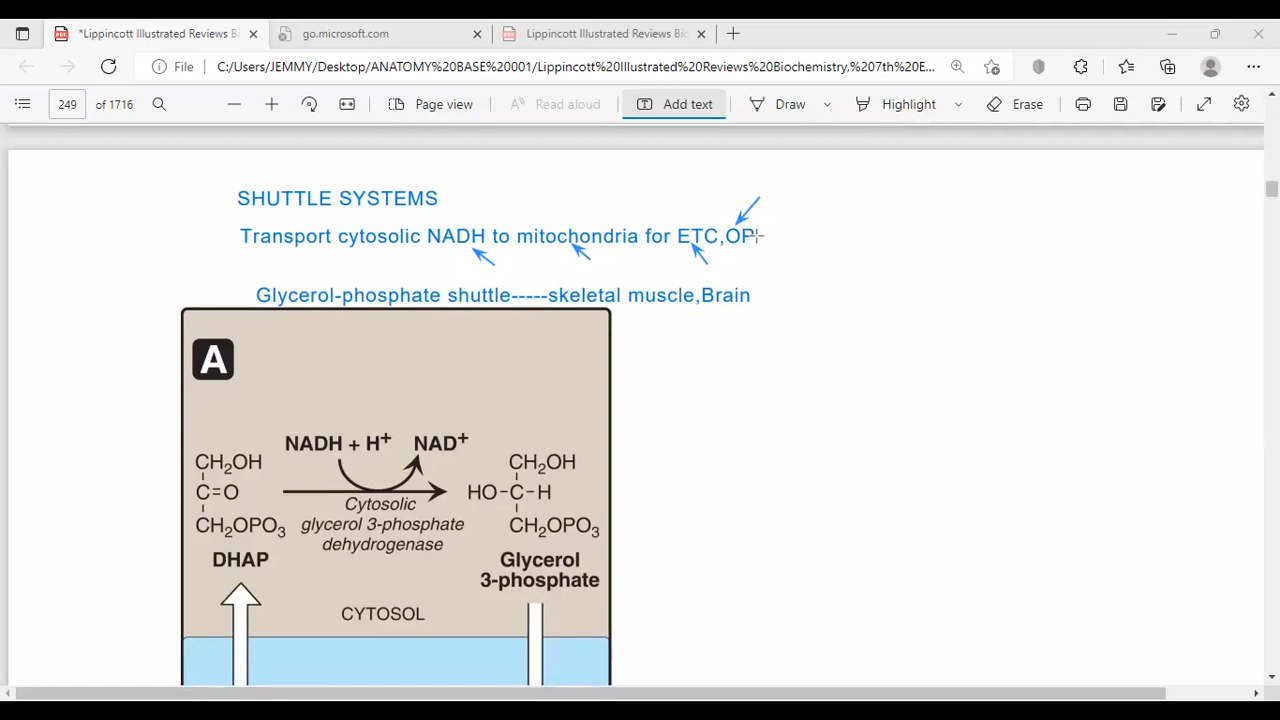 *Lippincott Illustrated Reviews Bi
go.microsoft.com
Lippincott Illustrated Reviews Bio
File
C:/Users/JEMMY/Desktop/ANATOMY%20BASE%20001/Lippincott%20Illustrated%20Reviews%20Biochemistry,%207th%20E...
249 of 1716
Page view
Read aloud
Add text
Draw
Highlight
Erase
SHUTTLE SYSTEMS
Transport cytosolic NADH to mitochondria for ETC,OP
Glycerol-phosphate shuttle-----skeletal muscle,Brain
A
NADH + H+ NAD+
CH2OH
C=O
CH2OPO3
DHAP
Cytosolic
glycerol 3-phosphate
dehydrogenase
CH2OH
HO-C-H
CH2OPO3
Glycerol
3-phosphate
CYTOSOL